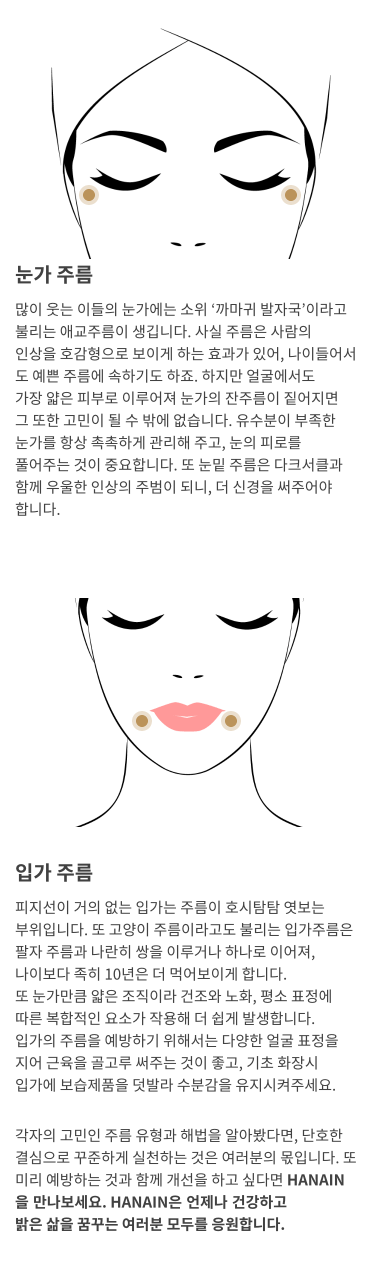 눈가 주름
많이 웃는 이들의 눈가에는 소위 ‘까마귀 발자국’이라고
불리는 애교주름이 생깁니다. 사실 주름은 사람의
인상을 호감형으로 보이게 하는 효과가 있어, 나이들어서
도 예쁜 주름에 속하기도 하죠. 하지만 얼굴에서도
가장 얇은 피부로 이루어져 눈가의 잔주름이 짙어지면
그 또한 고민이 될 수 밖에 없습니다. 유수분이 부족한
눈가를 항상 촉촉하게 관리해 주고, 눈의 피로를
풀어주는 것이 중요합니다. 또 눈밑 주름은 다크서클과
함께 우울한 인상의 주범이 되니, 더 신경을 써주어야
합니다.
입가 주름
피지선이 거의 없는 입가는 주름이 호시탐탐 엿보는
부위입니다. 또 고양이 주름이라고도 불리는 입가주름은
팔자 주름과 나란히 쌍을 이루거나 하나로 이어져,
나이보다 족히 10년은 더 먹어보이게 합니다.
또 눈가만큼 얇은 조직이라 건조와 노화, 평소 표정에
따른 복합적인 요소가 작용해 더 쉽게 발생합니다.
입가의 주름을 예방하기 위해서는 다양한 얼굴 표정을
지어 근육을 골고루 써주는 것이 좋고, 기초 화장시
입가에 보습제품을 덧발라 수분감을 유지시켜주세요.
각자의 고민인 주름 유형과 해법을 알아봤다면, 단호한
결심으로 꾸준하게 실천하는 것은 여러분의 몫입니다. 또
미리 예방하는 것과 함께 개선을 하고 싶다면 HANAIN
을 만나보세요. HANAIN은 언제나 건강하고
밝은 삶을 꿈꾸는 여러분 모두를 응원합니다.